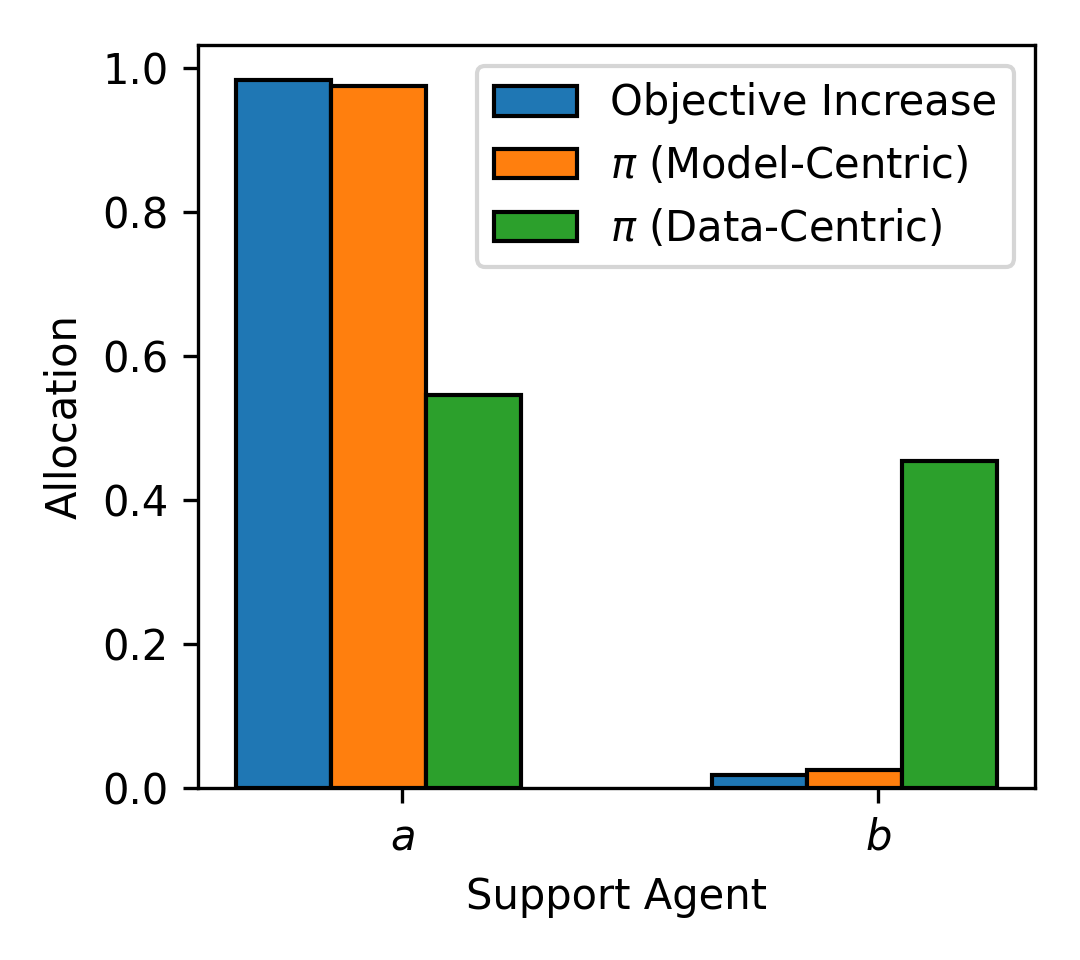 1.0
0.8
0.6
0.4
0.2
0.0
Allocation
Objective Increase
π (Model-Centric)
π (Data-Centric)
a
b
Support Agent